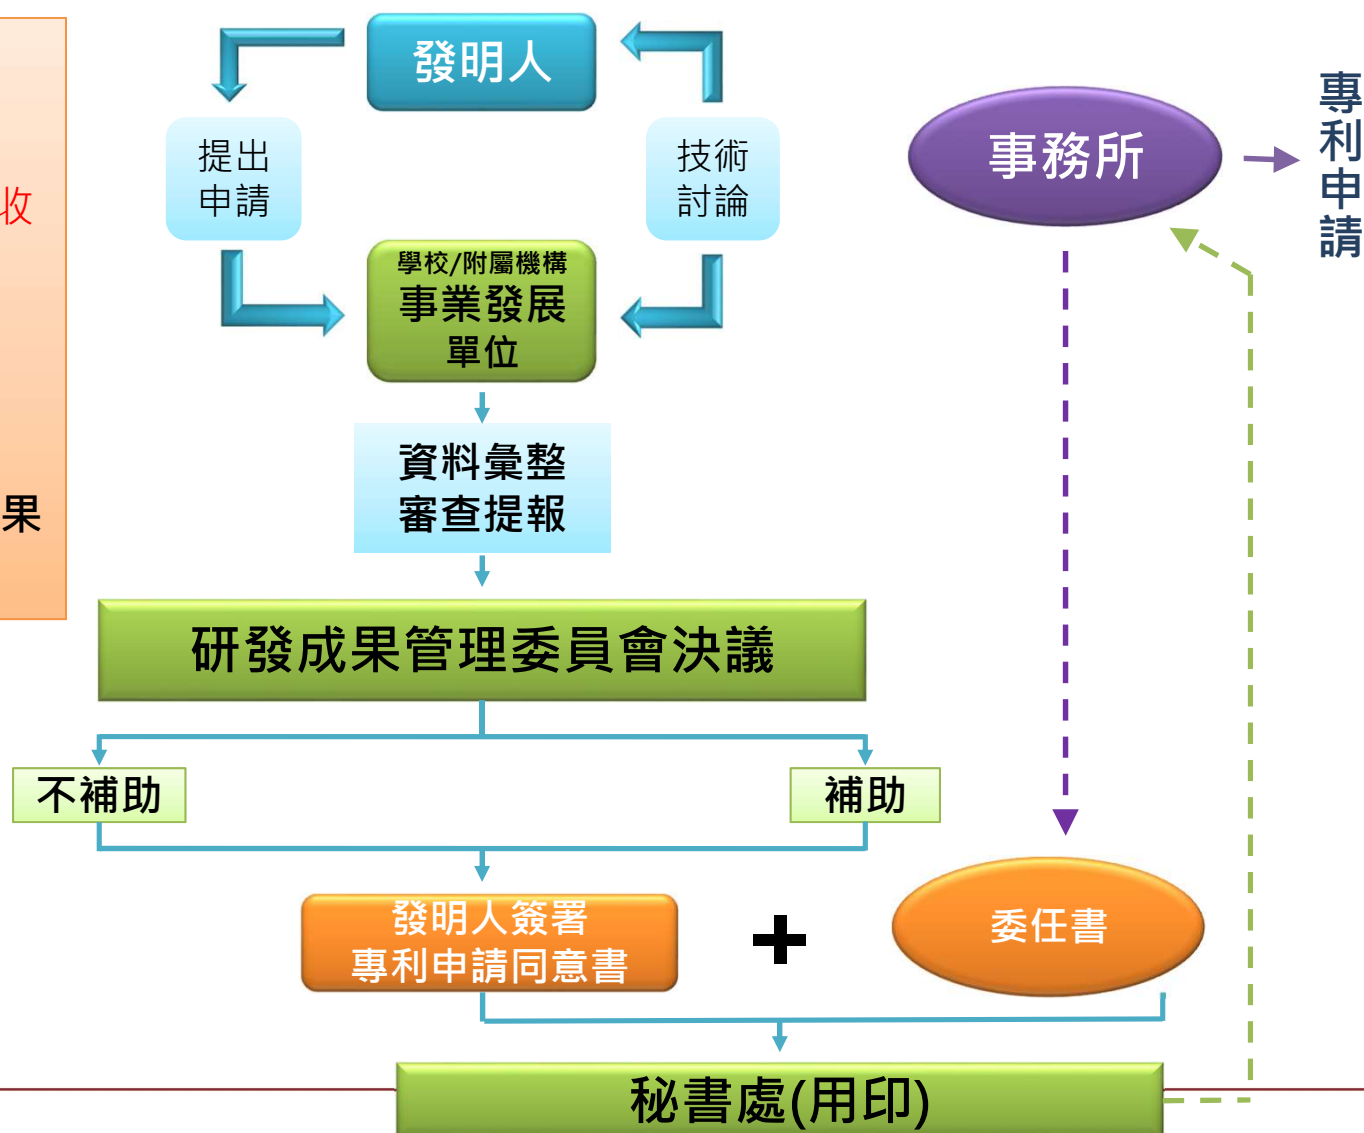 收
果
發明人
提出
申請
技術
討論
學校/附屬機構
事業發展
單位
資料彙整
審查提報
研發成果管理委員會決議
不補助
補助
發明人簽署
專利申請同意書
+
委任書
秘書處(用印)
事務所
專利申請